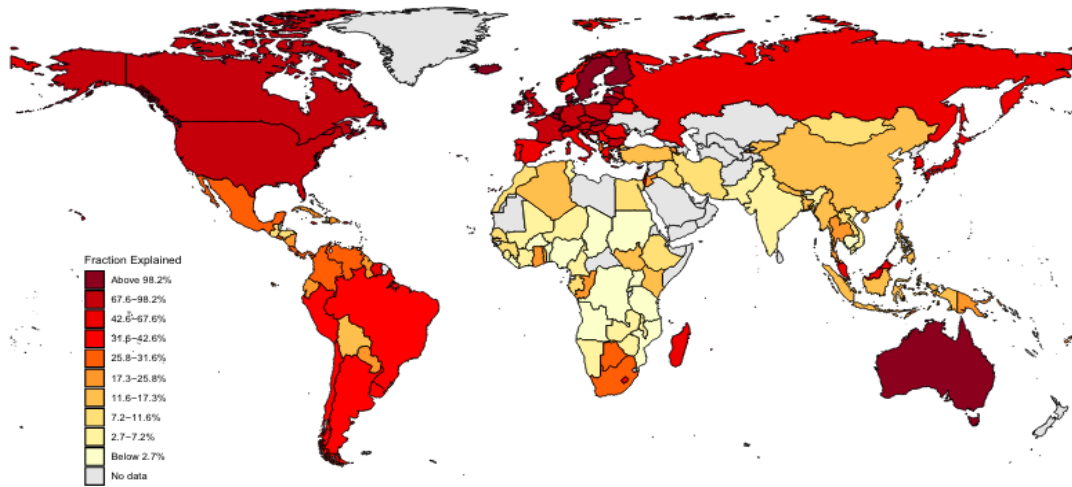 Fraction Explained
Above 98.2%
67.6−98.2%
42.6−67.6%
31.6−42.6%
25.8−31.6%
17.3−25.8%
11.6−17.3%
7.2−11.6%
2.7−7.2%
Below 2.7%
No data